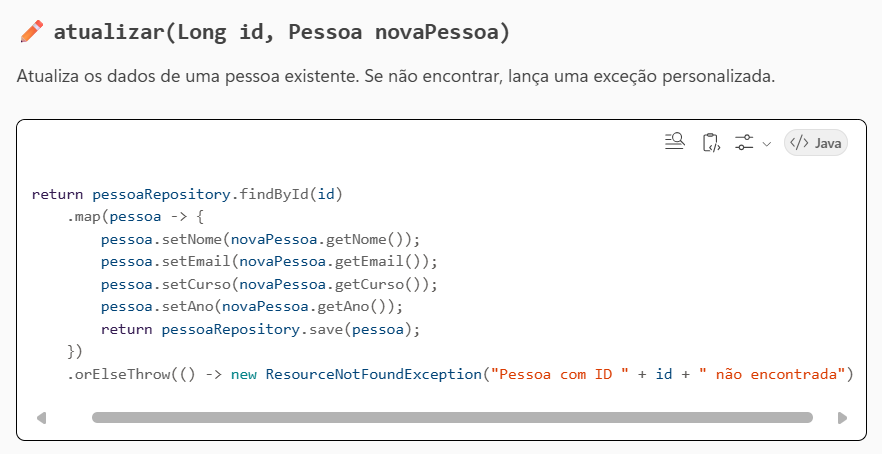 atualizar(Long id, Pessoa novaPessoa)
Atualiza os dados de uma pessoa existente. Se não encontrar, lança uma exceção personalizada.
</> Java
return pessoaRepository.findById(id)
    .map(pessoa -> {
        pessoa.setNome(novaPessoa.getNome());
        pessoa.setEmail(novaPessoa.getEmail());
        pessoa.setCurso(novaPessoa.getCurso());
        pessoa.setAno(novaPessoa.getAno());
        return pessoaRepository.save(pessoa);
    })
    .orElseThrow(() -> new ResourceNotFoundException("Pessoa com ID " + id + " não encontrada")